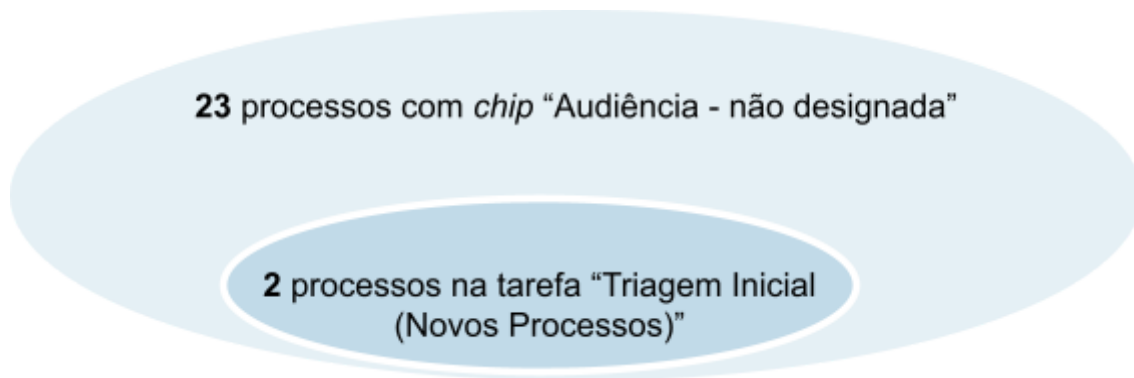 23 processos com chip “Audiência - não designada”
2 processos na tarefa “Triagem Inicial
(Novos Processos)”